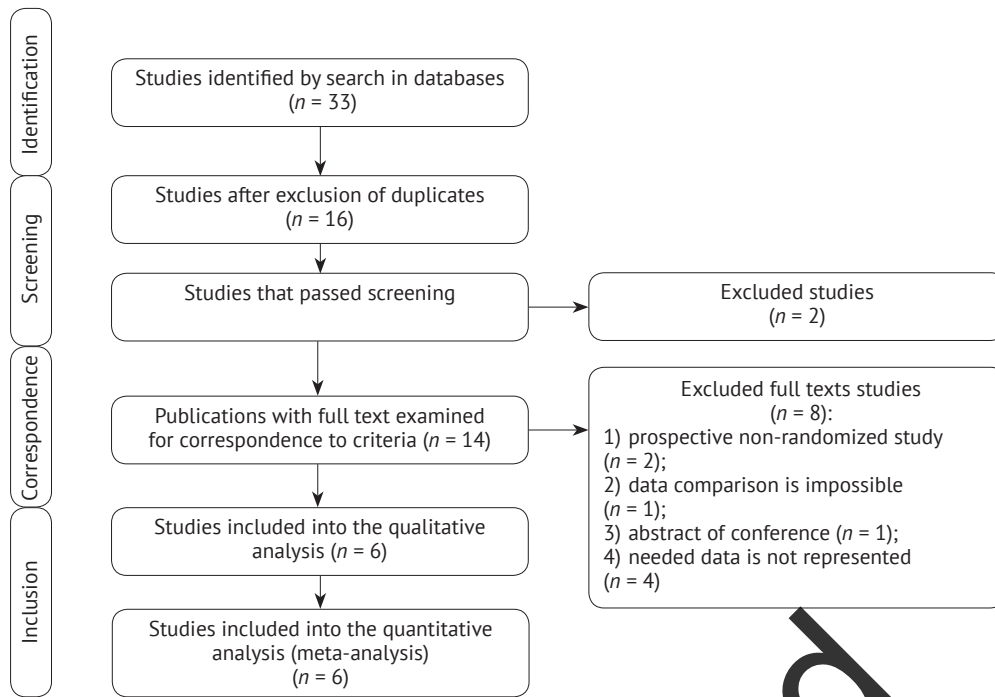 Identification
Studies identified by search in databases
(n = 33)
Screening
Studies after exclusion of duplicates
(n = 16)
Studies that passed screening
Excluded studies
(n = 2)
Correspondence
Publications with full text examined
for correspondence to criteria (n = 14)
Excluded full texts studies
(n = 8):
1) prospective non-randomized study
(n = 2);
2) data comparison is impossible
(n = 1);
3) abstract of conference (n = 1);
4) needed data is not represented
(n = 4)
Inclusion
Studies included into the qualitative
analysis (n = 6)
Studies included into the quantitative
analysis (meta-analysis)
(n = 6)